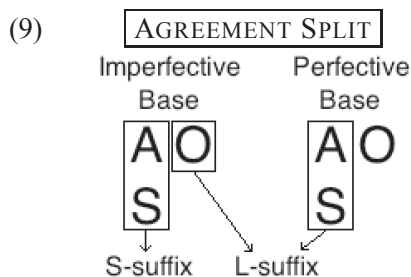 (9) AGREEMENT SPLIT
Imperfective Perfective
Base Base
A O A O
S S
S-suffix L-suffix